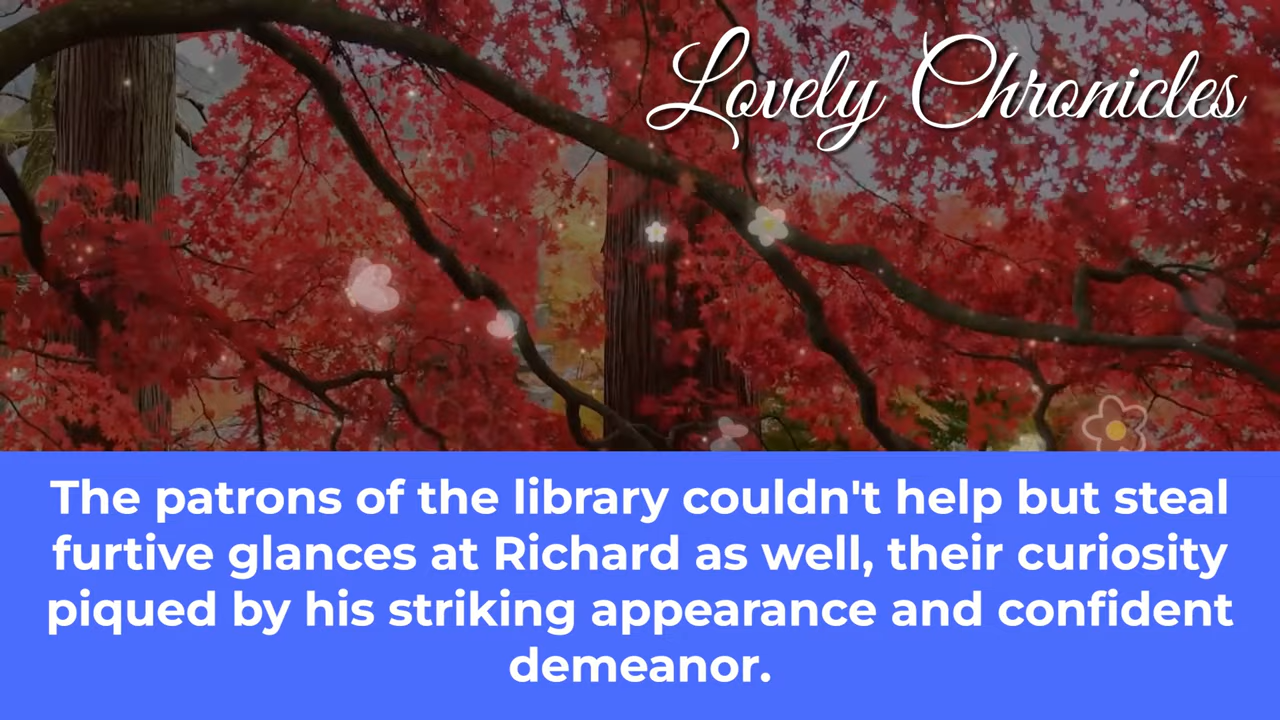 Lovely Chronicles
The patrons of the library couldn't help but steal
furtive glances at Richard as well, their curiosity
piqued by his striking appearance and confident
demeanor.